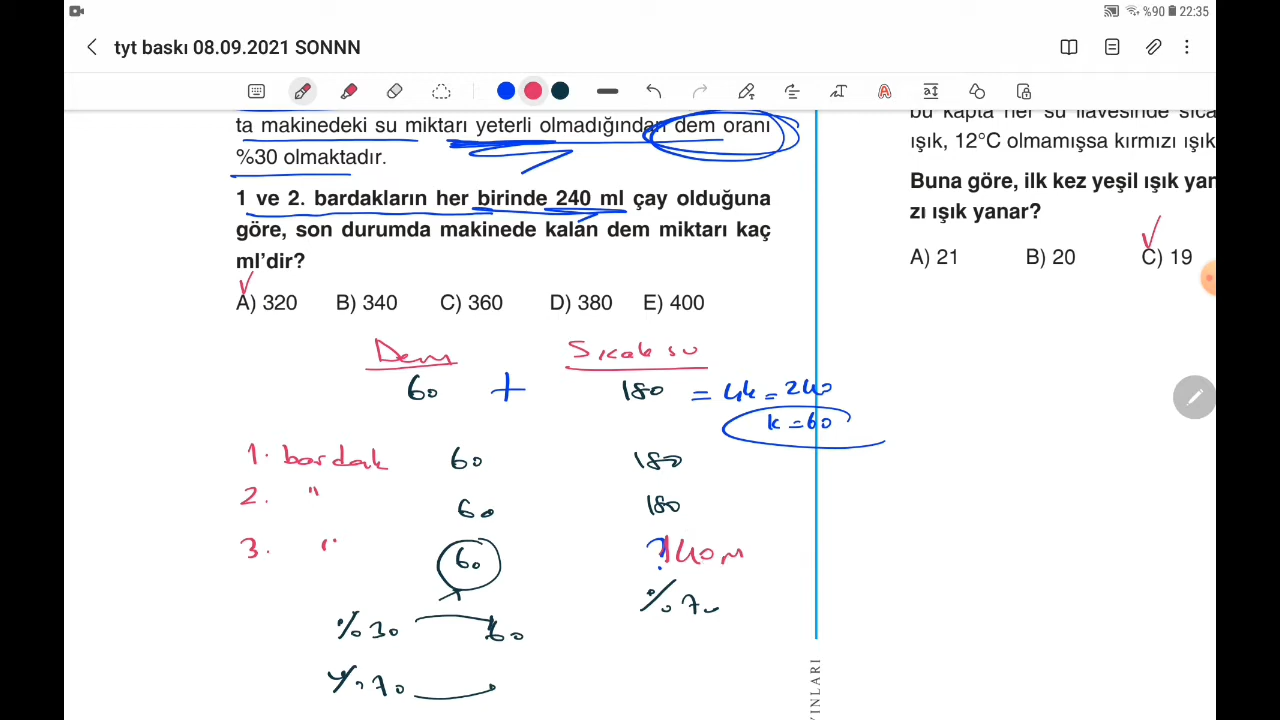 %90 22:35
tyt baskı 08.09.2021 SONNN
ta makinedeki su miktarı yeterli olmadığından dem oranı
%30 olmaktadır.
1 ve 2. bardakların her birinde 240 ml çay olduğuna
göre, son durumda makinede kalan dem miktarı kaç
ml'dir?
A) 320 B) 340 C) 360 D) 380 E) 400
Dem Sıcak su
60 + 180 = 4k = 240
k = 60
1. bardak 60 180
2. " 60 180
3. " 60 ? 140
%70
%30 60
%70
bu kapta her su ilavesinde sıca
ışık, 12°C olmamışsa kırmızı ışık
Buna göre, ilk kez yeşil ışık yan
zı ışık yanar?
A) 21 B) 20 C) 19
YINLARI